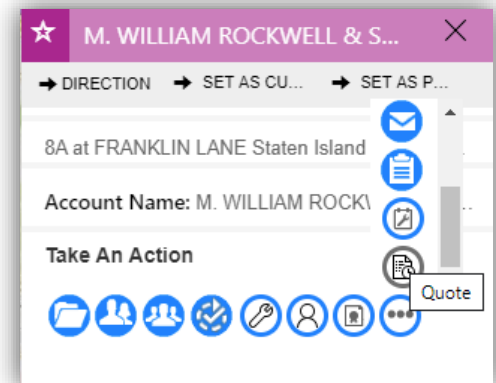 M. WILLIAM ROCKWELL & S...
DIRECTION SET AS CU... SET AS P...
8A at FRANKLIN LANE Staten Island
Account Name: M. WILLIAM ROCKW ...
Take An Action
Quote